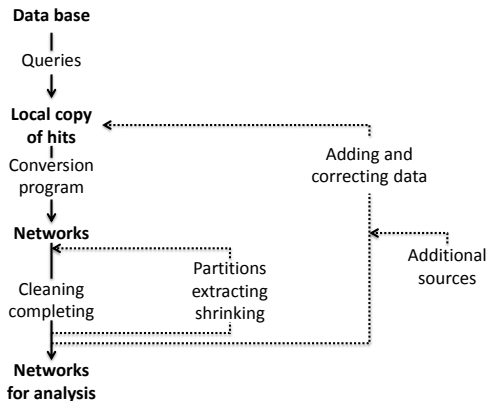 Data base
Queries
Local copy
of hits
Conversion
program
Networks
Cleaning
completing
Networks
for analysis
Partitions
extracting
shrinking
Adding and
correcting data
Additional
sources